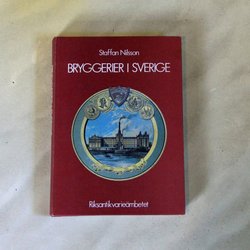 Staffan Nilsson
BRYGGERIER I SVERIGE
Riksantikvarieämbetet